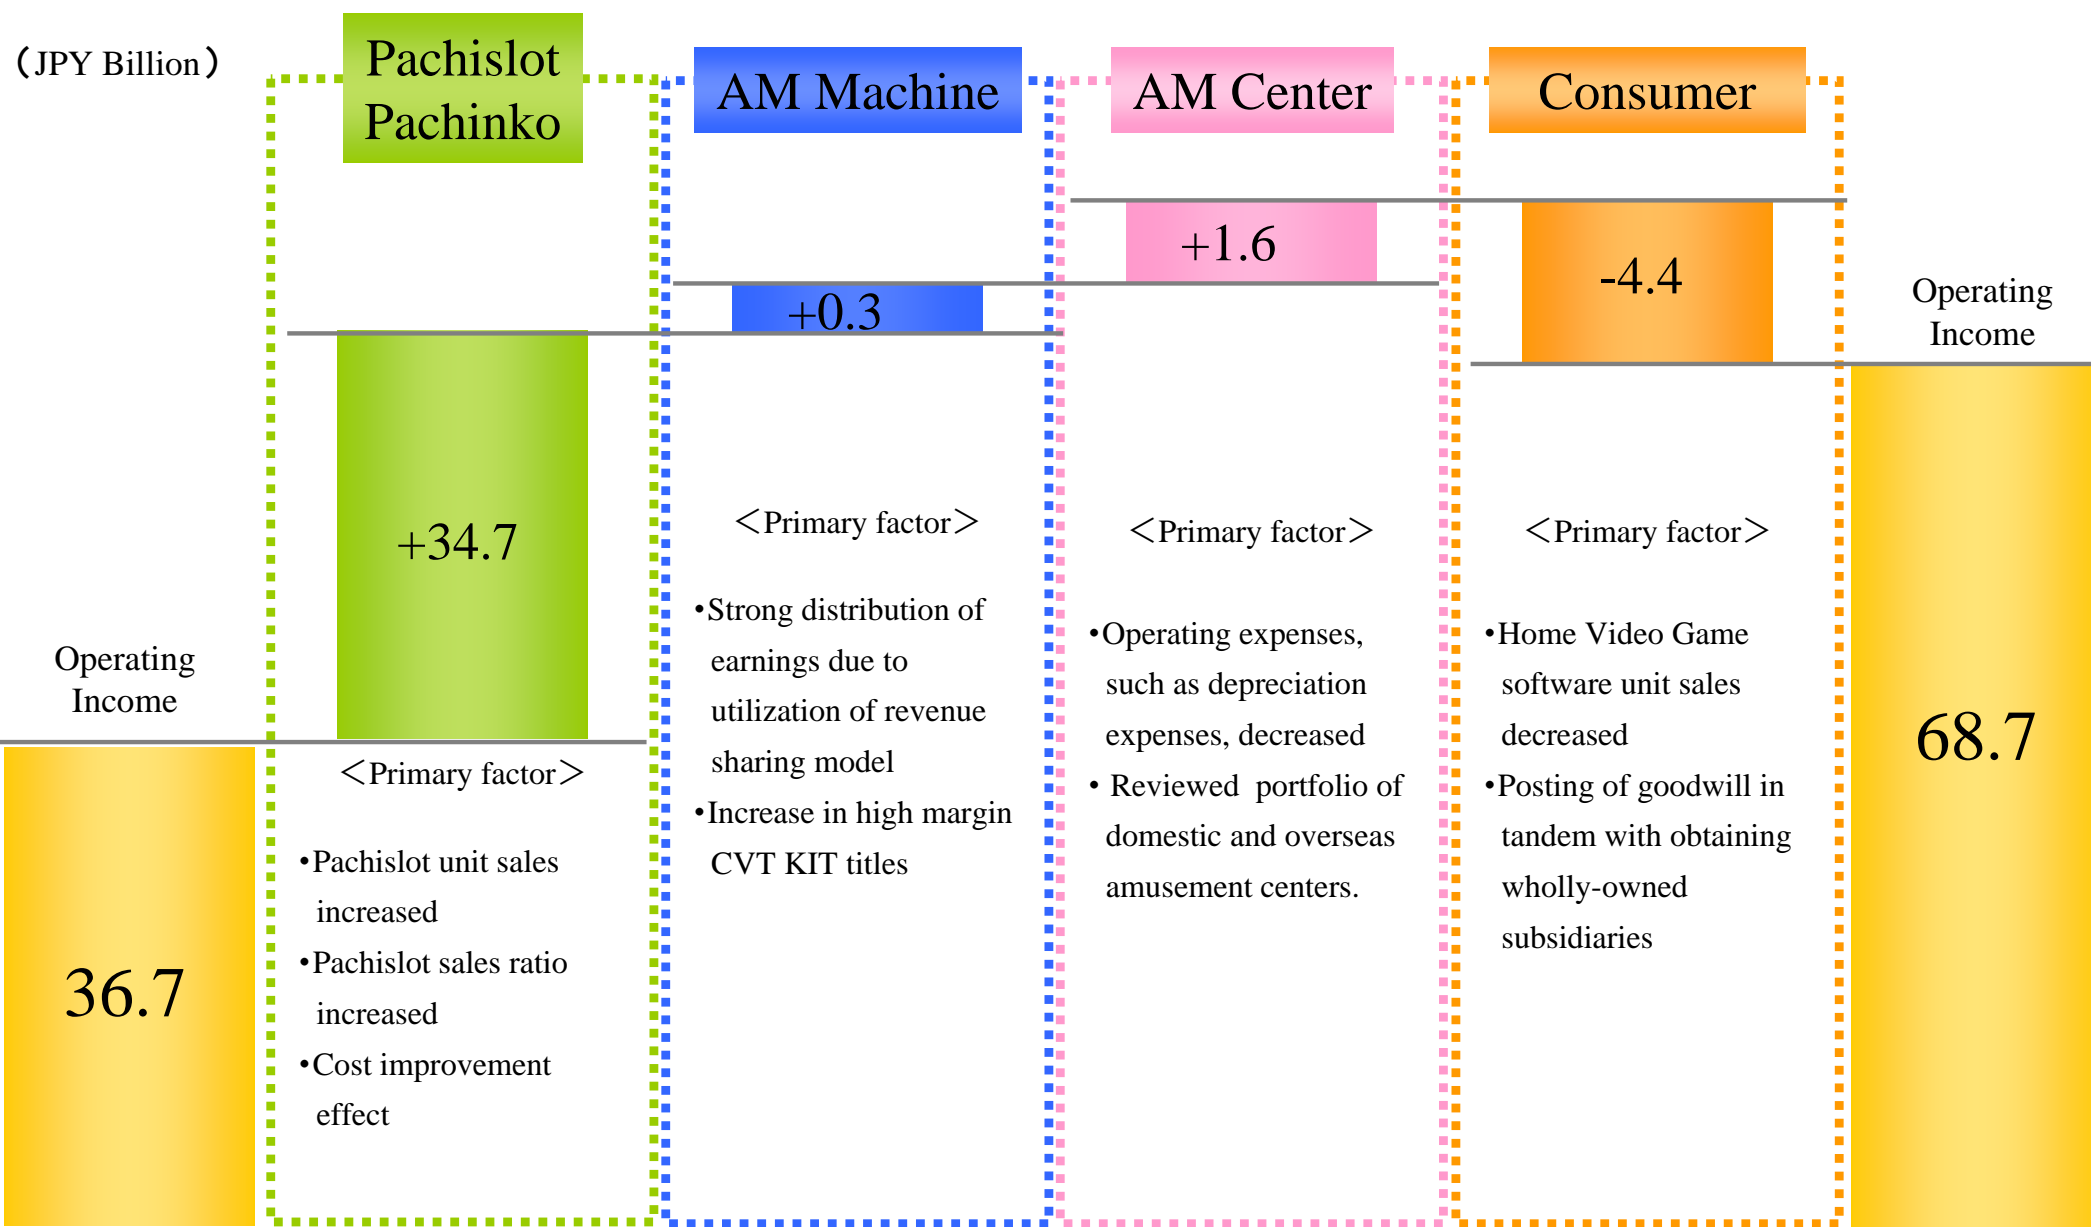 （JPY Billion）
Operating
Income
36.7
Pachislot
Pachinko
+34.7
＜Primary factor＞
・Pachislot unit sales
increased
・Pachislot sales ratio
increased
・Cost improvement
effect
AM Machine
+0.3
＜Primary factor＞
・Strong distribution of
earnings due to
utilization of revenue
sharing model
・Increase in high margin
CVT KIT titles
AM Center
+1.6
＜Primary factor＞
・Operating expenses,
such as depreciation
expenses, decreased
・ Reviewed portfolio of
domestic and overseas
amusement centers.
Consumer
-4.4
＜Primary factor＞
・Home Video Game
software unit sales
decreased
・Posting of goodwill in
tandem with obtaining
wholly-owned
subsidiaries
Operating
Income
68.7